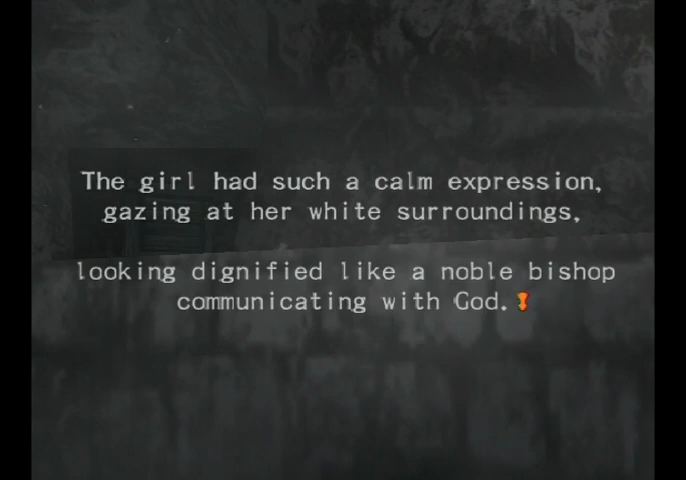 The girl had such a calm expression,
gazing at her white surroundings,
looking dignified like a noble bishop
communicating with God.